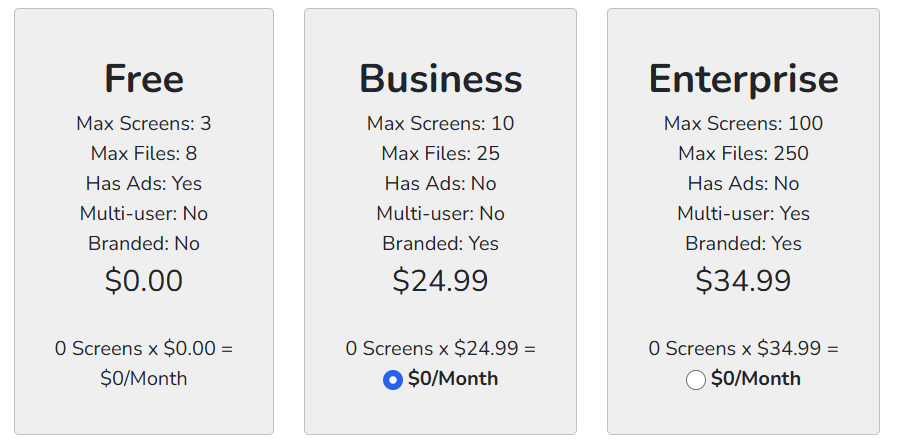 Free
Max Screens: 3
Max Files: 8
Has Ads: Yes
Multi-user: No
Branded: No
$0.00
0 Screens x $0.00 =
$0/Month
Business
Max Screens: 10
Max Files: 25
Has Ads: No
Multi-user: No
Branded: Yes
$24.99
0 Screens x $24.99 =
$0/Month
Enterprise
Max Screens: 100
Max Files: 250
Has Ads: No
Multi-user: Yes
Branded: Yes
$34.99
0 Screens x $34.99 =
$0/Month